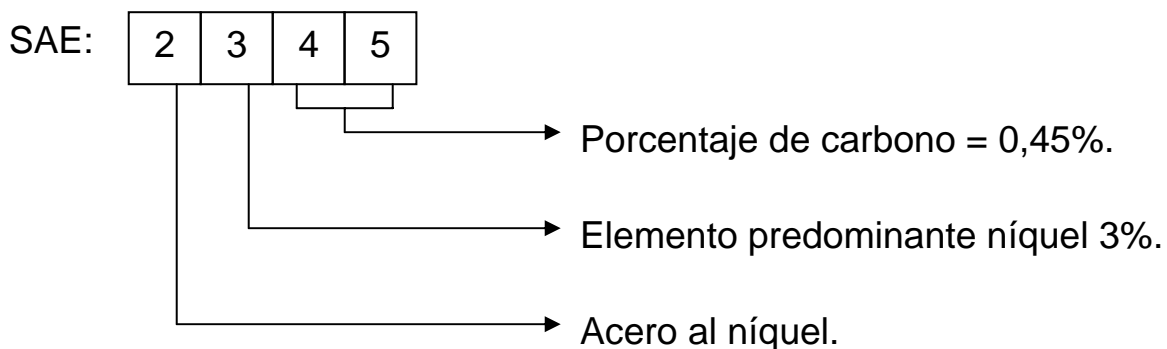 SAE: 2 3 4 5
Porcentaje de carbono = 0,45%.
Elemento predominante níquel 3%.
Acero al níquel.